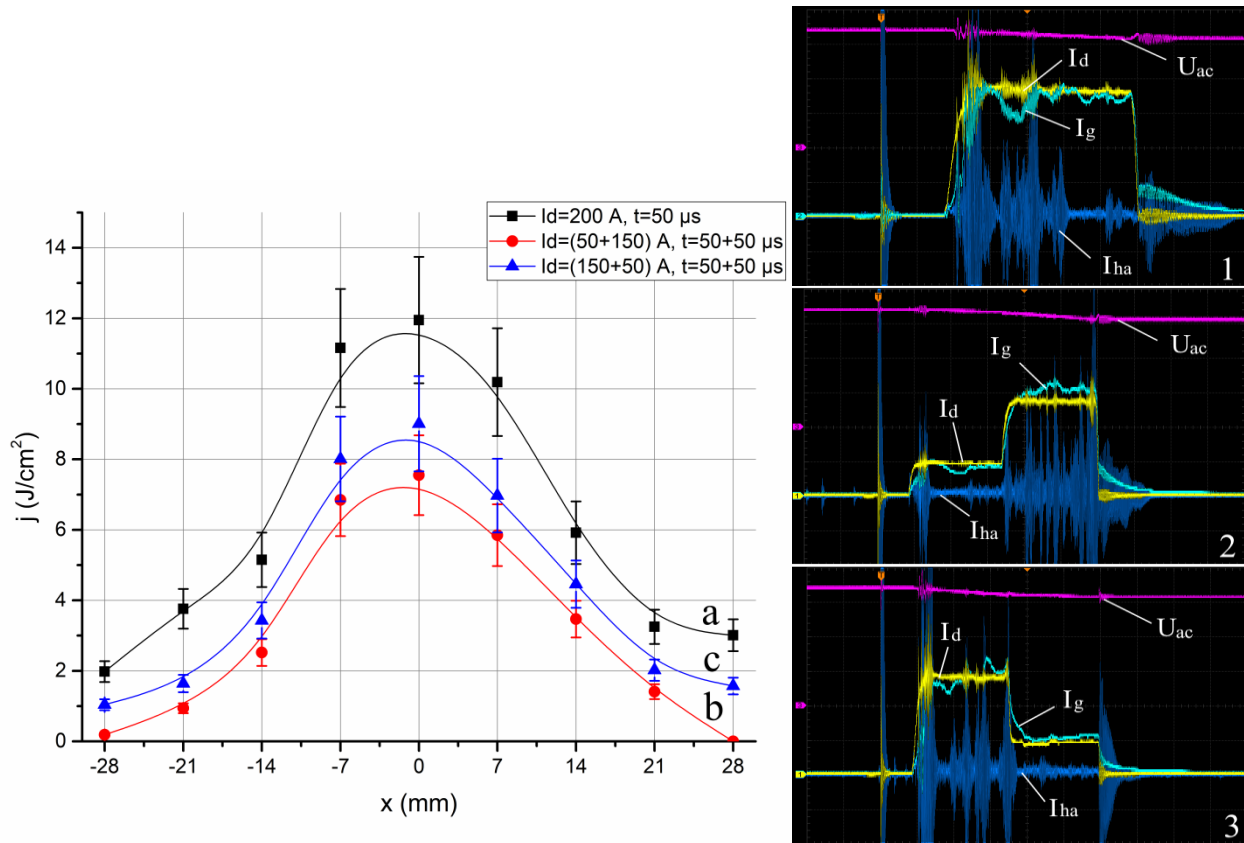 j (J/cm²)
14
12
10
8
6
4
2
0
-28 -21 -14 -7 0 7 14 21 28
x (mm)
Id=200 A, t=50 µs
Id=(50+150) A, t=50+50 µs
Id=(150+50) A, t=50+50 µs
a
c
b
Id
Uac
Ig
Iha
1
Ig
Uac
Id
Iha
2
Id
Uac
Ig
Iha
3